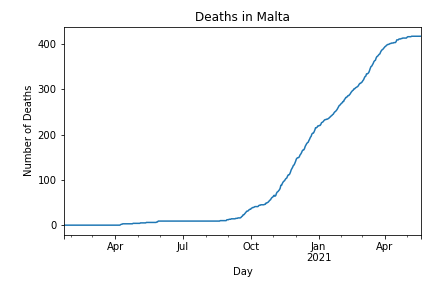 Deaths in Malta
400
300
200
100
0
Number of Deaths
Apr
Jul
Oct
Jan
2021
Apr
Day